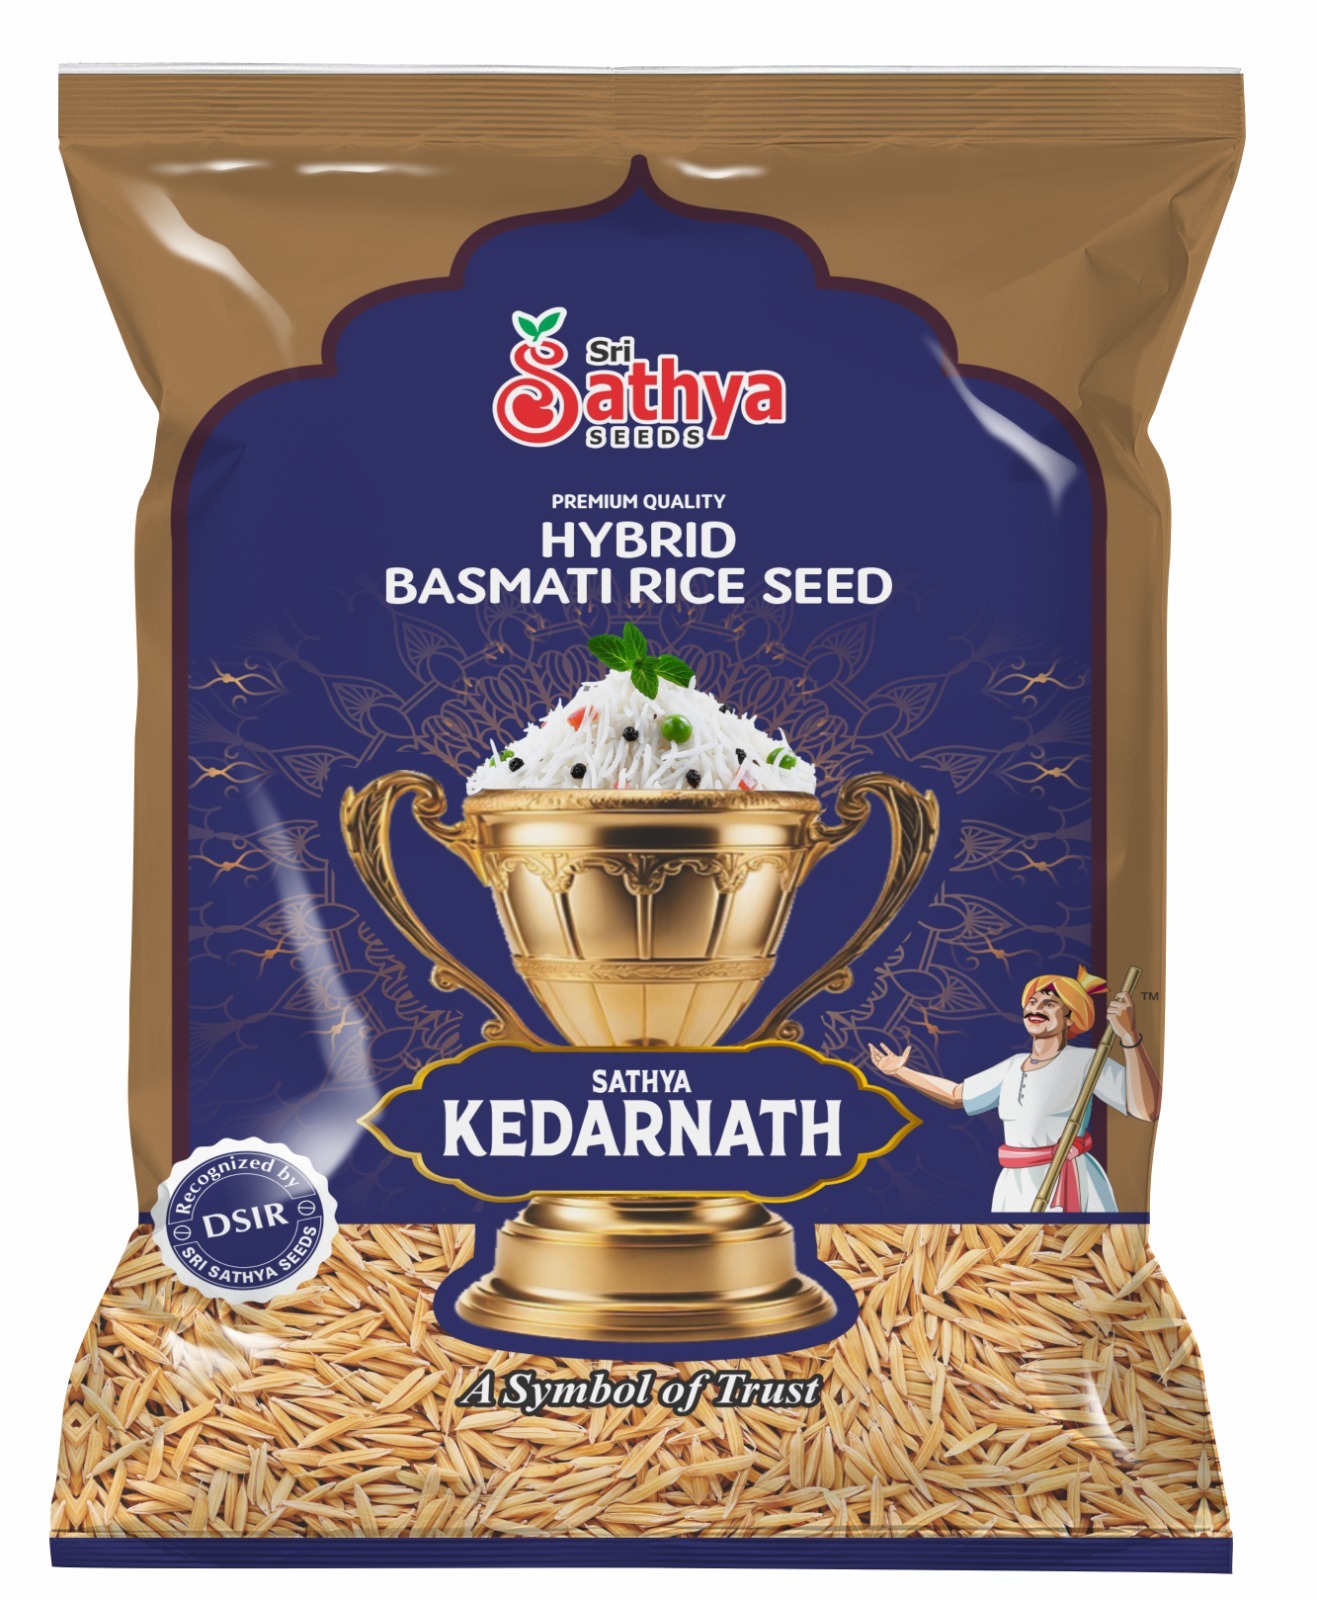 Sri
Sathya
SEEDS
PREMIUM QUALITY
HYBRID
BASMATI RICE SEED
TM
SATHYA
KEDARNATH
Recognized by
DSIR
SRI SATHYA SEEDS
A Symbol of Trust